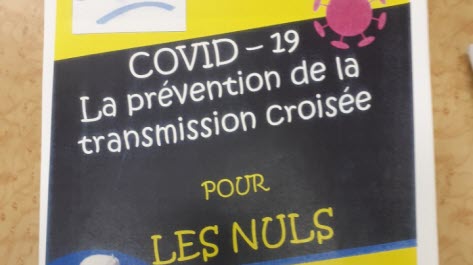 COVID – 19
La prévention de la
transmission croisée
POUR
LES NULS